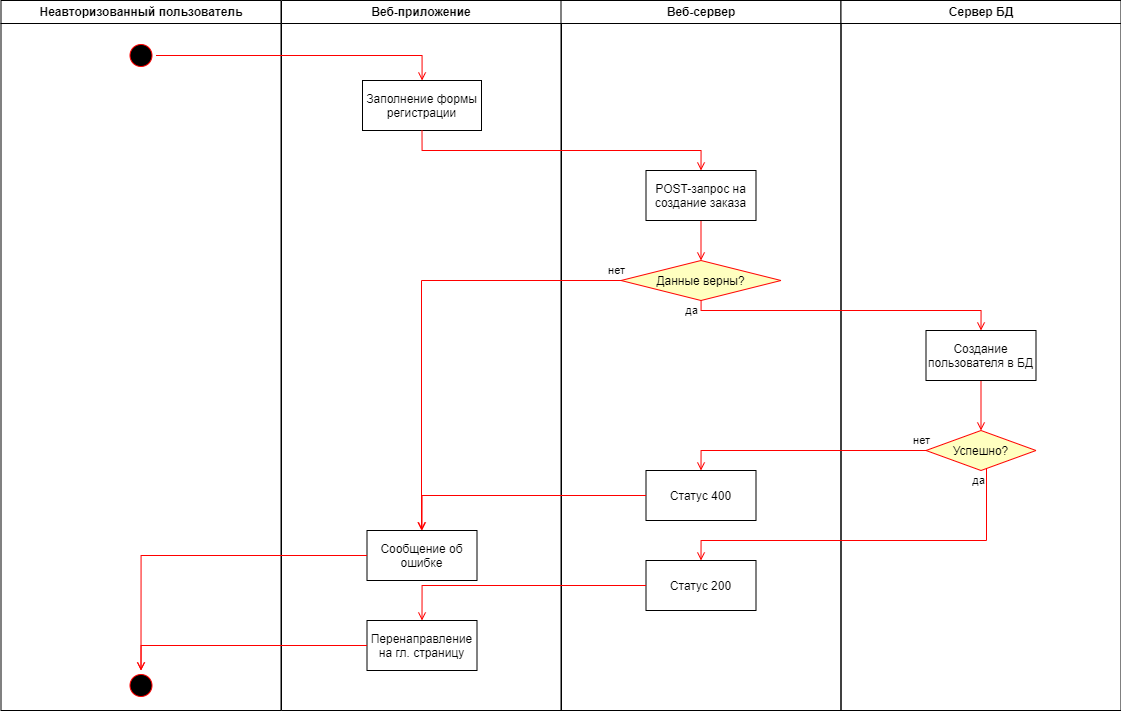 Неавторизованный пользователь
Веб-приложение
Веб-сервер
Сервер БД
Заполнение формы
регистрации
POST-запрос на
создание заказа
нет
Данные верны?
да
Создание
пользователя в БД
нет
Успешно?
да
Статус 400
Сообщение об
ошибке
Статус 200
Перенаправление
на гл. страницу